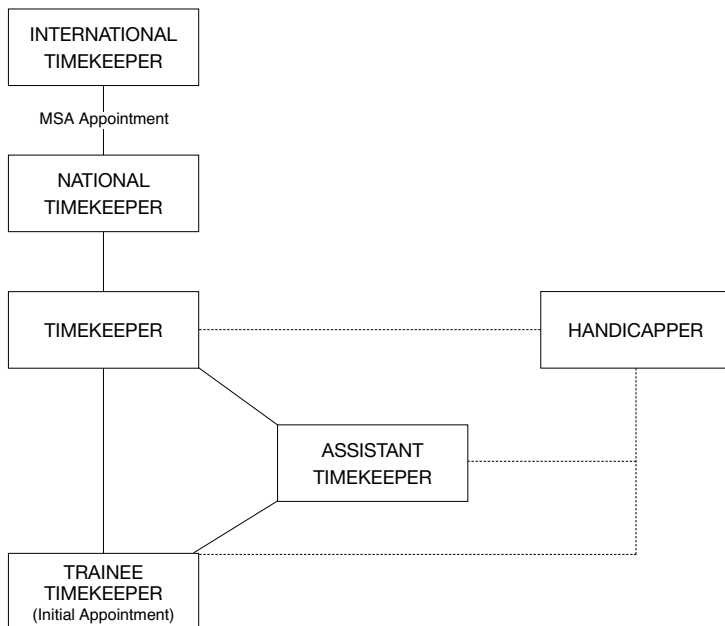 INTERNATIONAL
TIMEKEEPER
MSA Appointment
NATIONAL
TIMEKEEPER
TIMEKEEPER
HANDICAPPER
ASSISTANT
TIMEKEEPER
TRAINEE
TIMEKEEPER
(Initial Appointment)